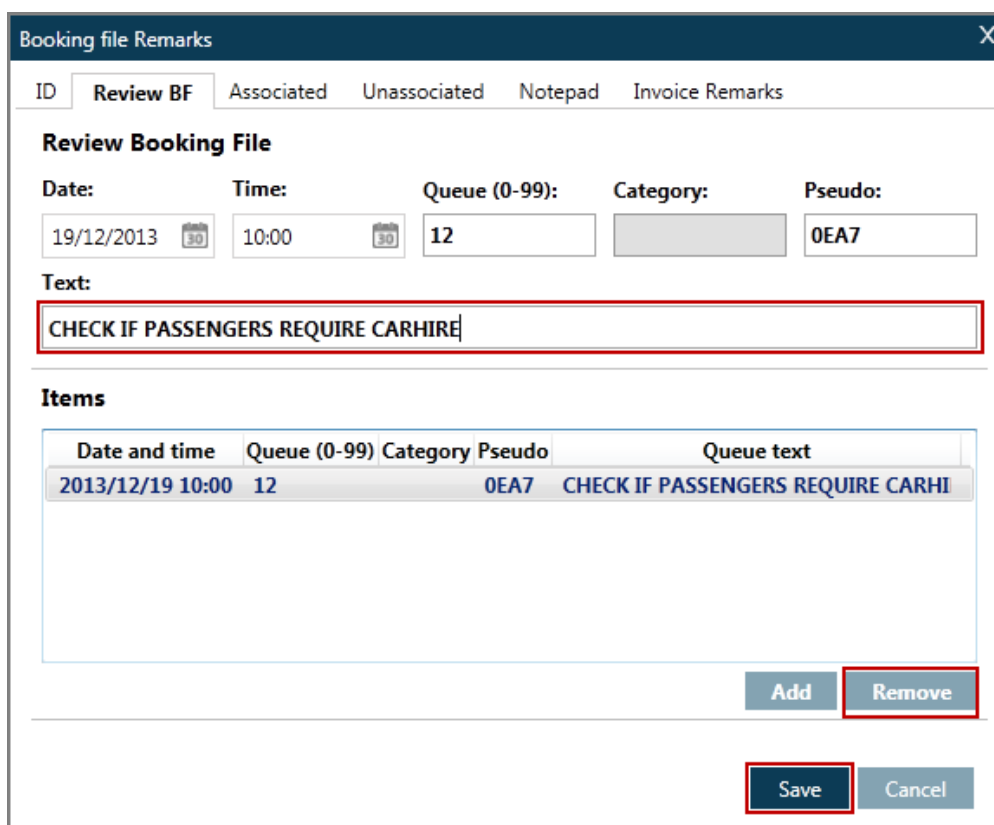 Booking file Remarks X
ID Review BF Associated Unassociated Notepad Invoice Remarks
Review Booking File
Date: Time: Queue (0-99): Category: Pseudo:
19/12/2013 30 10:00 30 12 0EA7
Text:
CHECK IF PASSENGERS REQUIRE CARHIRE
Items
Date and time Queue (0-99) Category Pseudo Queue text
2013/12/19 10:00 12 0EA7 CHECK IF PASSENGERS REQUIRE CARHI
Add Remove
Save Cancel